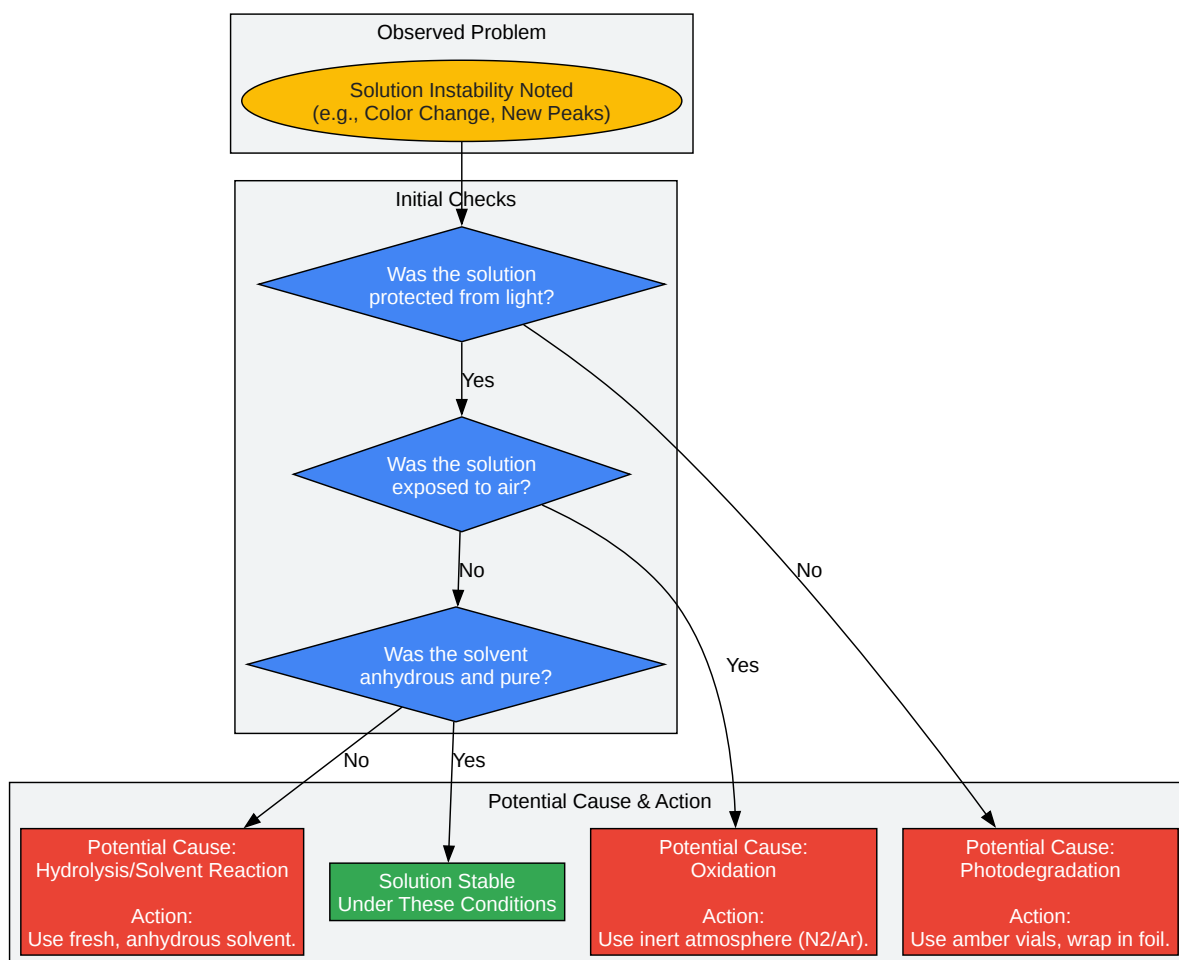 Observed Problem
Solution Instability Noted
(e.g., Color Change, New Peaks)
Initial Checks
Was the solution
protected from light?
Yes
Was the solution
exposed to air?
No
No
Was the solvent
anhydrous and pure?
Yes
No
Yes
Potential Cause & Action
Potential Cause:
Hydrolysis/Solvent Reaction
Action:
Use fresh, anhydrous solvent.
Solution Stable
Under These Conditions
Potential Cause:
Oxidation
Action:
Use inert atmosphere (N2/Ar).
Potential Cause:
Photodegradation
Action:
Use amber vials, wrap in foil.